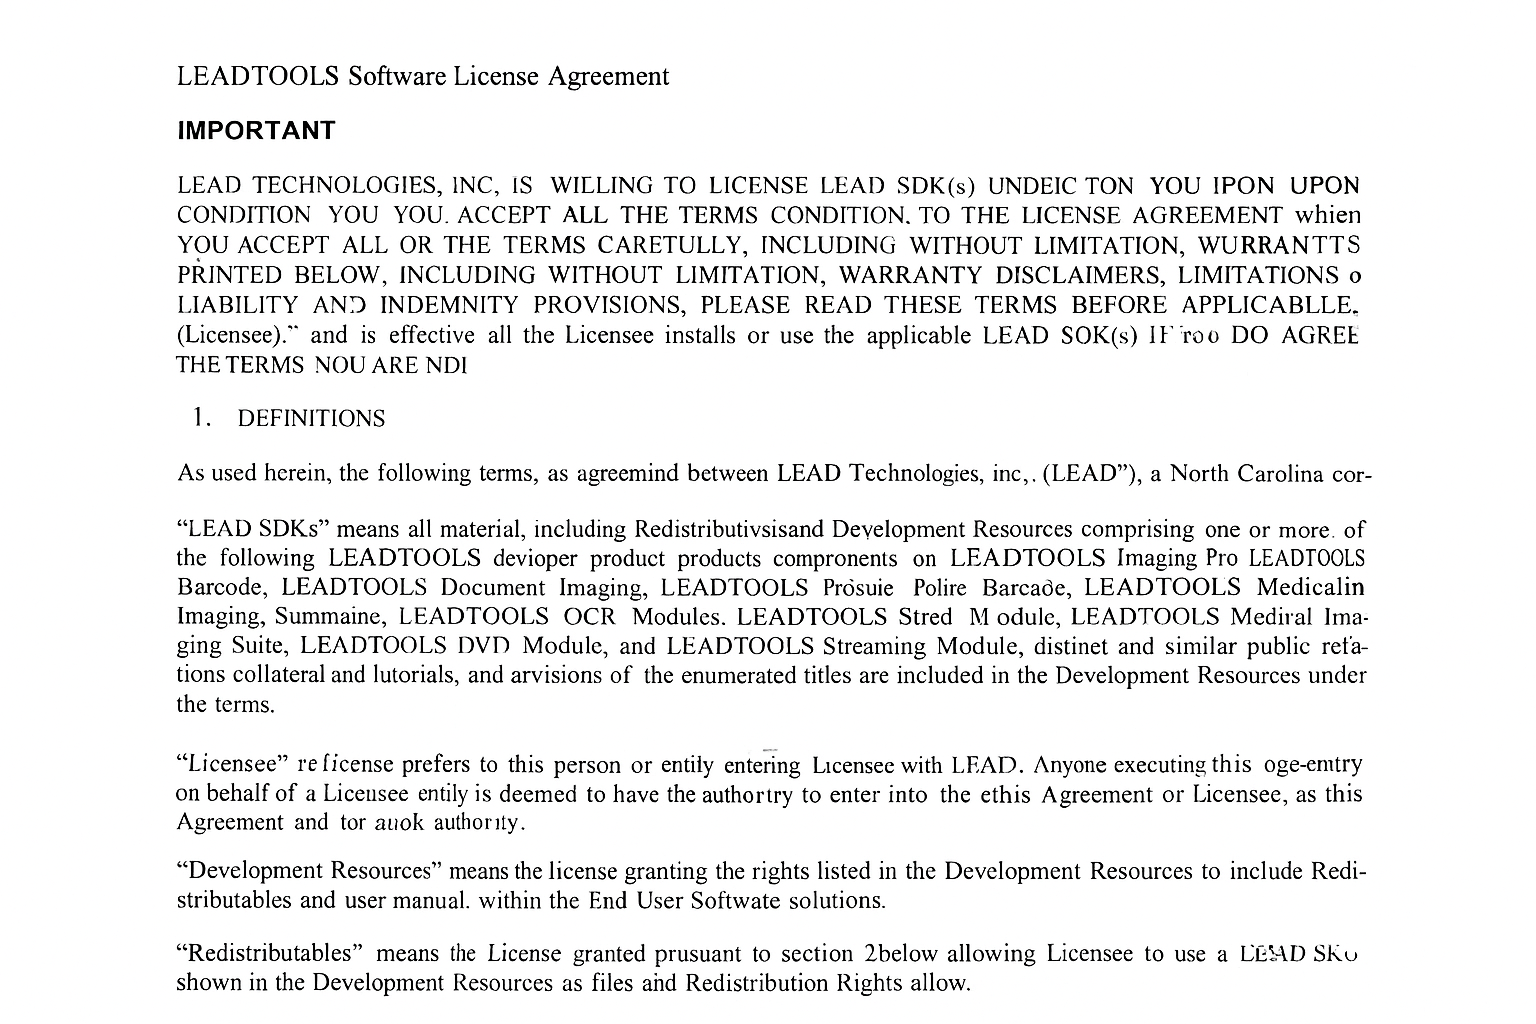 LEADTOOLS Software License Agreement
IMPORTANT
LEAD TECHNOLOGIES, INC, IS WILLING TO LICENSE LEAD SDK(s) UNDEIC TON YOU IPON UPON
CONDITION YOU YOU. ACCEPT ALL THE TERMS CONDITION. TO THE LICENSE AGREEMENT whien
YOU ACCEPT ALL OR THE TERMS CARETULLY, INCLUDING WITHOUT LIMITATION, WURRANTTS
PRINTED BELOW, INCLUDING WITHOUT LIMITATION, WARRANTY DISCLAIMERS, LIMITATIONS o
LIABILITY AND INDEMNITY PROVISIONS, PLEASE READ THESE TERMS BEFORE APPLICABLLE.
(Licensee)." and is effective all the Licensee installs or use the applicable LEAD SOK(s) IF DO AGREE
THE TERMS NOU ARE NDI
1. DEFINITIONS
As used herein, the following terms, as agreemind between LEAD Technologies, inc,. (LEAD”), a North Carolina cor-
“LEAD SDKs” means all material, including Redistributivsisand Development Resources comprising one or more. of
the following LEADTOOLS devioper product products compronents on LEADTOOLS Imaging Pro LEADTOOLS
Barcode, LEADTOOLS Document Imaging, LEADTOOLS Prósuie Polire Barcade, LEADTOOLS Medicalin
Imaging, Summaine, LEADTOOLS OCR Modules. LEADTOOLS Stred M odule, LEADTOOLS Medical Ima-
ging Suite, LEADTOOLS DVD Module, and LEADTOOLS Streaming Module, distinet and similar public refa-
tions collateral and lutorials, and arvisions of the enumerated titles are included in the Development Resources under
the terms.
“Licensee” reficense prefers to this person or entily entering Licensee with LEAD. Anyone executing this oge-emtry
on behalf of a Liceusee entily is deemed to have the authortry to enter into the ethis Agreement or Licensee, as this
Agreement and tor auok authority.
“Development Resources” means the license granting the rights listed in the Development Resources to include Redi-
stributables and user manual. within the End User Softwate solutions.
“Redistributables” means the License granted prusuant to section 2below allowing Licensee to use a LEAD
shown in the Development Resources as files and Redistribution Rights allow.